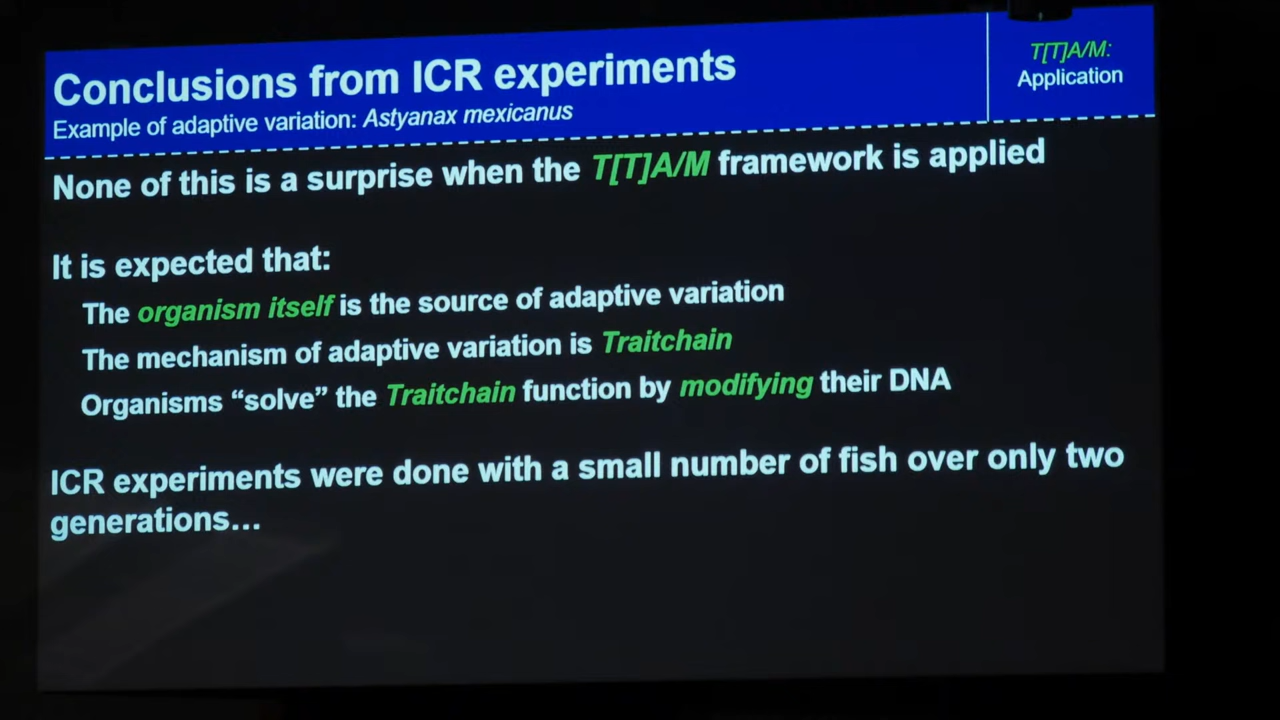 Conclusions from ICR experiments
Example of adaptive variation: Astyanax mexicanus
T[T]A/M:
Application
None of this is a surprise when the T[T]A/M framework is applied
It is expected that:
The organism itself is the source of adaptive variation
The mechanism of adaptive variation is Traitchain
Organisms “solve” the Traitchain function by modifying their DNA
ICR experiments were done with a small number of fish over only two
generations…